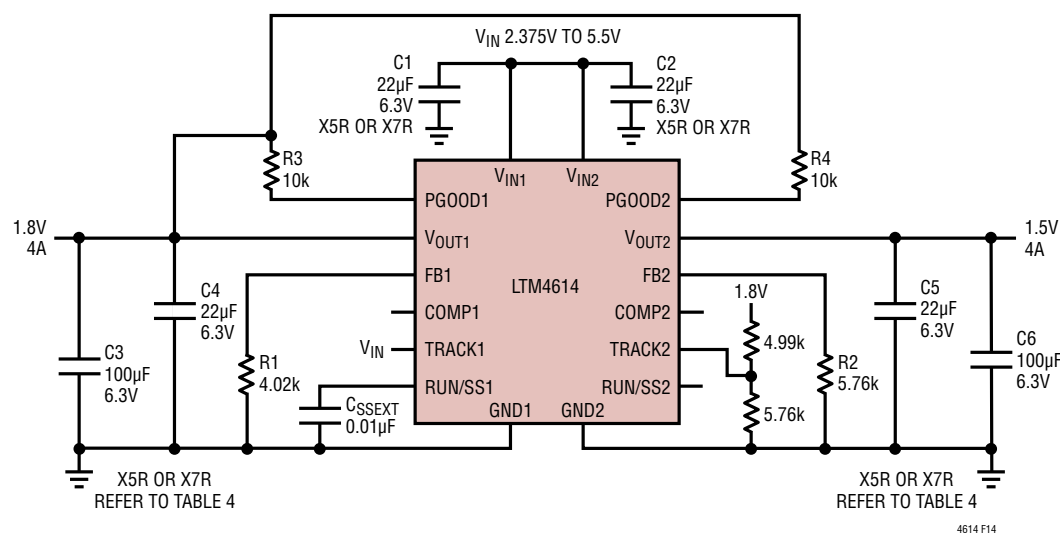 V_IN 2.375V TO 5.5V
C1
22µF
6.3V
X5R OR X7R
C2
22µF
6.3V
X5R OR X7R
R3
10k
R4
10k
V_IN1
V_IN2
PGOOD1
PGOOD2
1.8V
4A
V_OUT1
V_OUT2
1.5V
4A
FB1
FB2
LTM4614
C4
22µF
6.3V
COMP1
COMP2
1.8V
C5
22µF
6.3V
V_IN
TRACK1
TRACK2
4.99k
C3
100µF
6.3V
R1
4.02k
R2
5.76k
C6
100µF
6.3V
RUN/SS1
RUN/SS2
C_SSEXT
0.01µF
GND1
GND2
5.76k
X5R OR X7R
REFER TO TABLE 4
X5R OR X7R
REFER TO TABLE 4
4614 F14